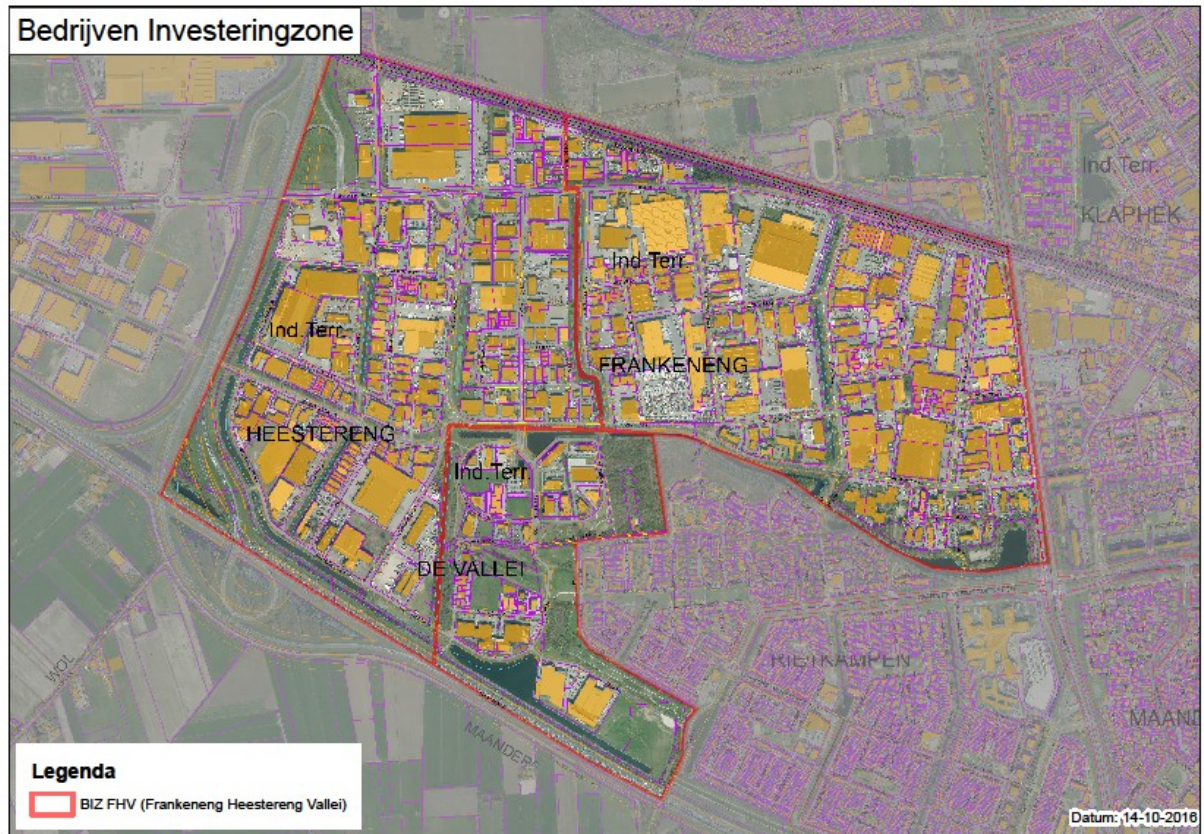 Bedrijven Investeringzone
Ind.Terr.
KLAPHEK
Ind.Terr.
Ind.Terr.
FRANKENENG
HEESTERENG
Ind.Terr.
DE VALLEI
RIETKAMPEN
WOL
MAANDER
MAAND
Legenda
BIZ FHV (Frankeneng Heestereng Vallei)
Datum: 14-10-2016